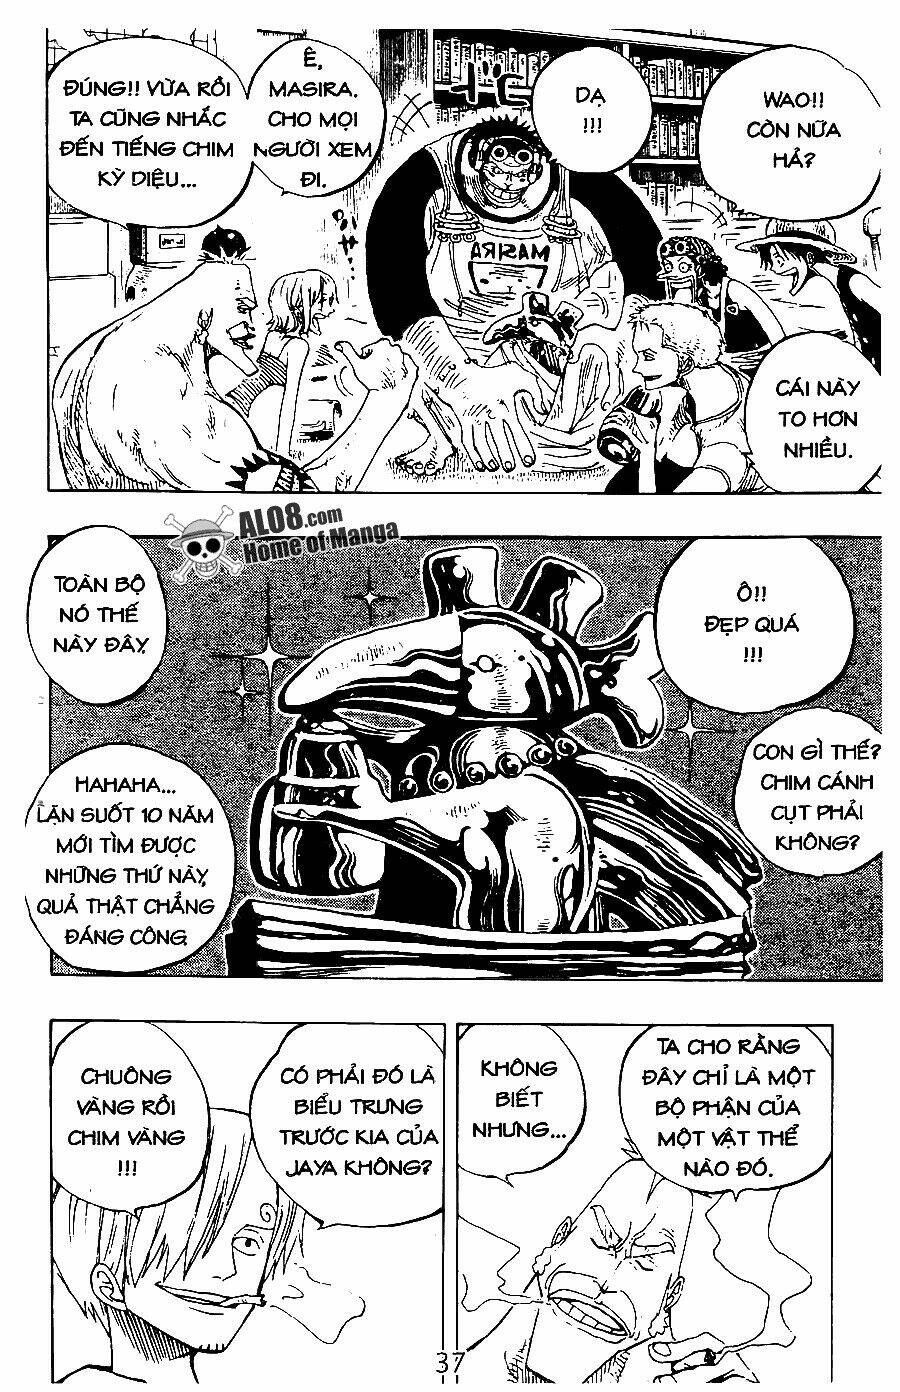 ĐÚNG!! VỪA RỒI
TA CŨNG NHẮC
ĐẾN TIẾNG CHIM
KỲ DIỆU...
Ê,
MASIRA.
CHO MỌI
NGƯỜI XEM
ĐI.
DẠ
!!!
WAO!!
CÒN NỮA
HẢ?
MASIRA
CÁI NÀY
TO HƠN
NHIỀU.
AL08.com
Home of Manga
TOÀN BỘ
NÓ THẾ
NÀY ĐÂY.
Ô!!
ĐẸP QUÁ
!!!
CON GÌ THẾ?
CHIM CÁNH
CỤT PHẢI
KHÔNG?
HAHAHA...
LẶN SUỐT 10 NĂM
MỚI TÌM ĐƯỢC
NHỮNG THỨ NÀY,
QUẢ THẬT CHẲNG
ĐÁNG CÔNG.
CHUÔNG
VÀNG RỒI
CHIM VÀNG
!!!
CÓ PHẢI ĐÓ LÀ
BIỂU TRƯNG
TRƯỚC KIA CỦA
JAYA KHÔNG?
KHÔNG
BIẾT
NHƯNG...
TA CHO RẰNG
ĐÂY CHỈ LÀ MỘT
BỘ PHẬN CỦA
MỘT VẬT THỂ
NÀO ĐÓ.
37